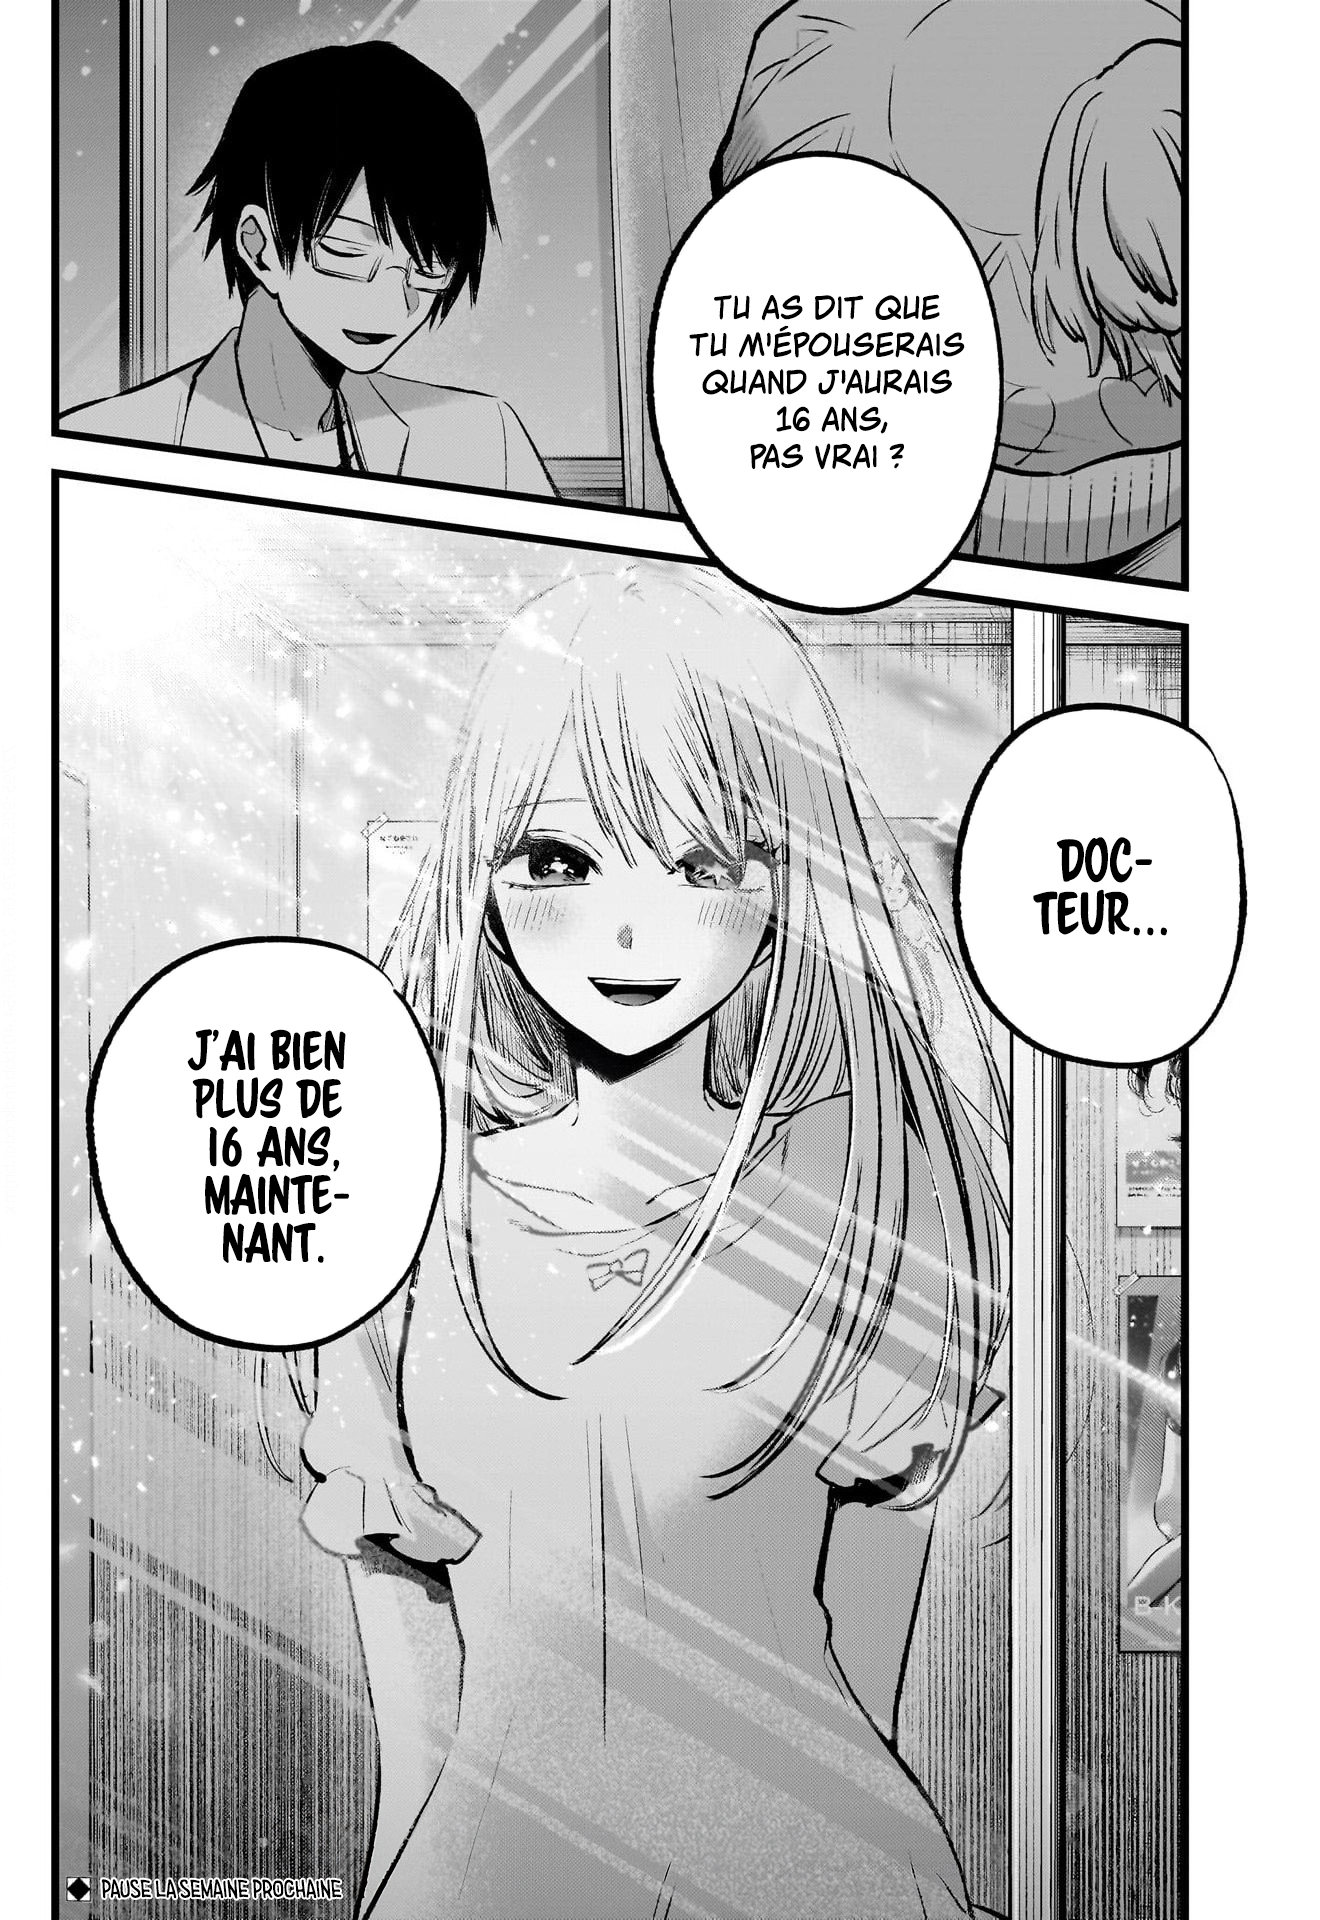 TU AS DIT QUE
TU M'ÉPOUSERAIS
QUAND J'AURAIS
16 ANS,
PAS VRAI ?
DOC-
TEUR...
J'AI BIEN
PLUS DE
16 ANS,
MAINTE-
NANT.
B-K
PAUSE LA SEMAINE PROCHAINE